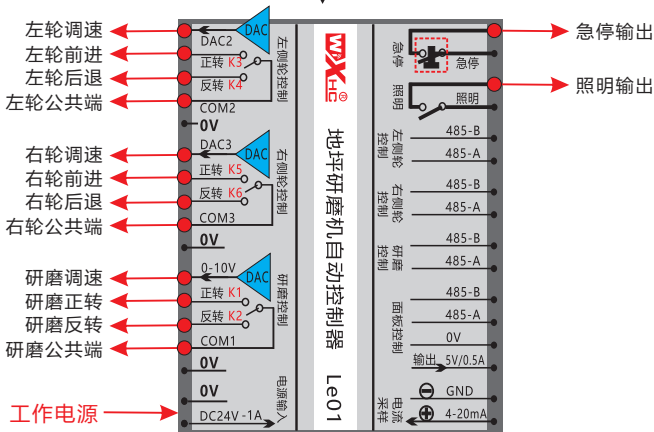 左轮调速
左轮前进
左轮后退
左轮公共端
右轮调速
右轮前进
右轮后退
右轮公共端
研磨调速
研磨正转
研磨反转
研磨公共端
工作电源
DAC
DAC2
正转 K3
反转 K4
COM2
0V
左侧轮控制
DAC
DAC3
正转 K5
反转 K6
COM3
0V
右侧轮控制
0-10V
DAC
正转 K1
反转 K2
COM1
0V
研磨控制
0V
DC24V -1A
电源输入
WXHC®
地坪研磨机自动控制器 Le01
急停
急停
照明
照明
左侧轮控制
485-B
485-A
右侧轮控制
485-B
485-A
研磨控制
485-B
485-A
面板控制
485-B
485-A
0V
输出 5V/0.5A
电流采样
GND
4-20mA
急停输出
照明输出